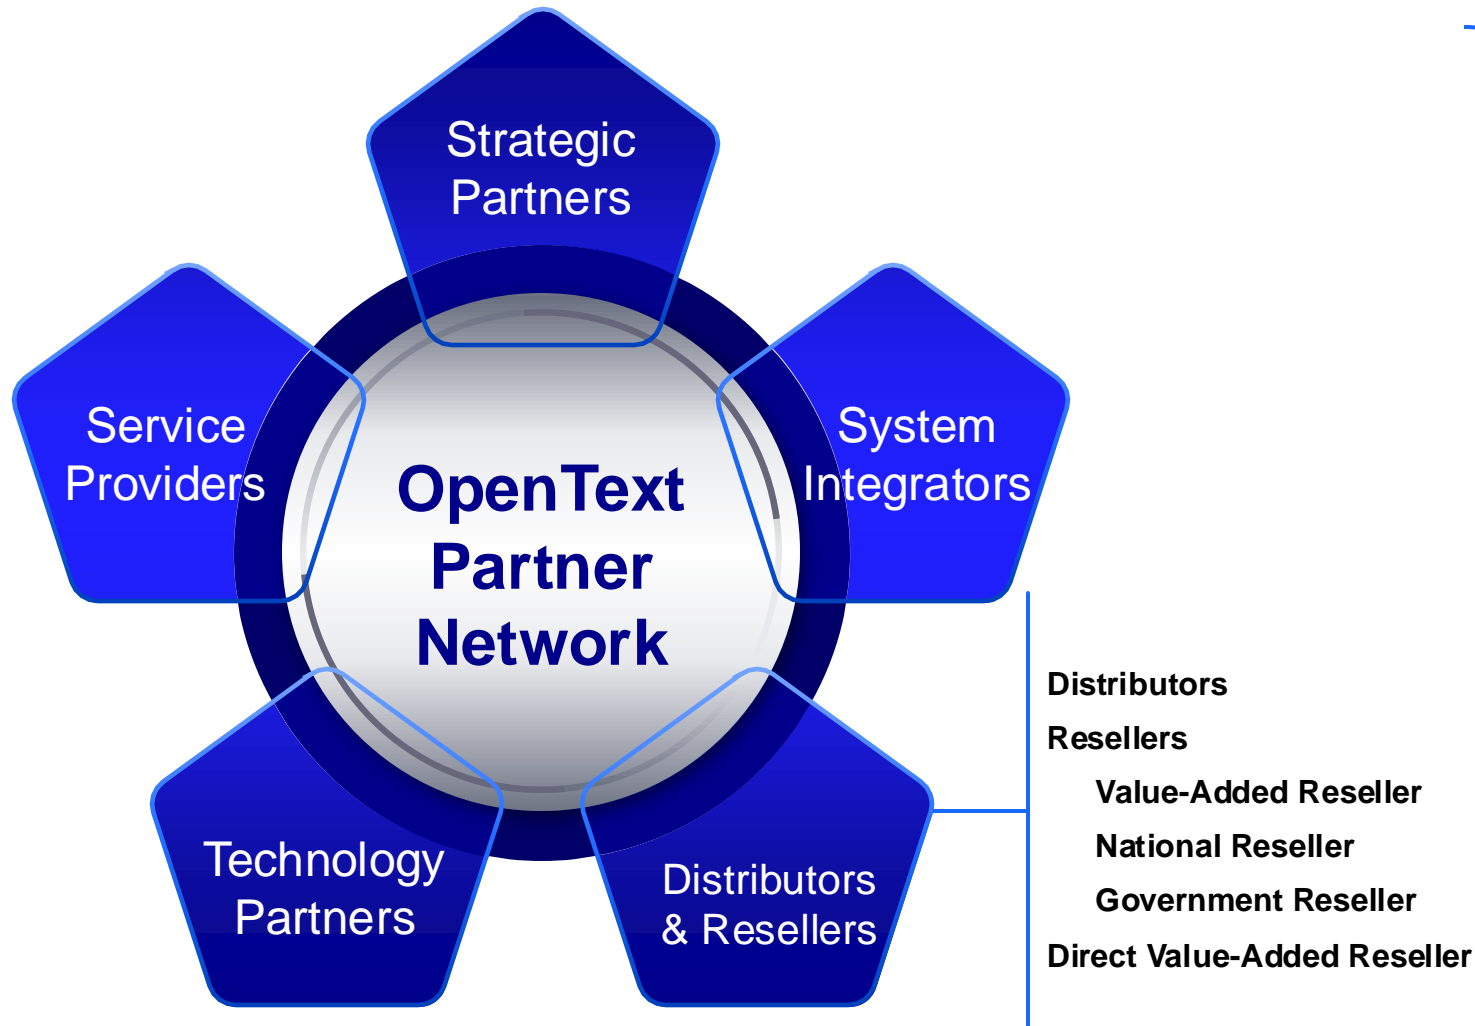 Strategic
Partners
Service
Providers
System
Integrators
OpenText
Partner
Network
Technology
Partners
Distributors
& Resellers
Distributors
Resellers
Value-Added Reseller
National Reseller
Government Reseller
Direct Value-Added Reseller